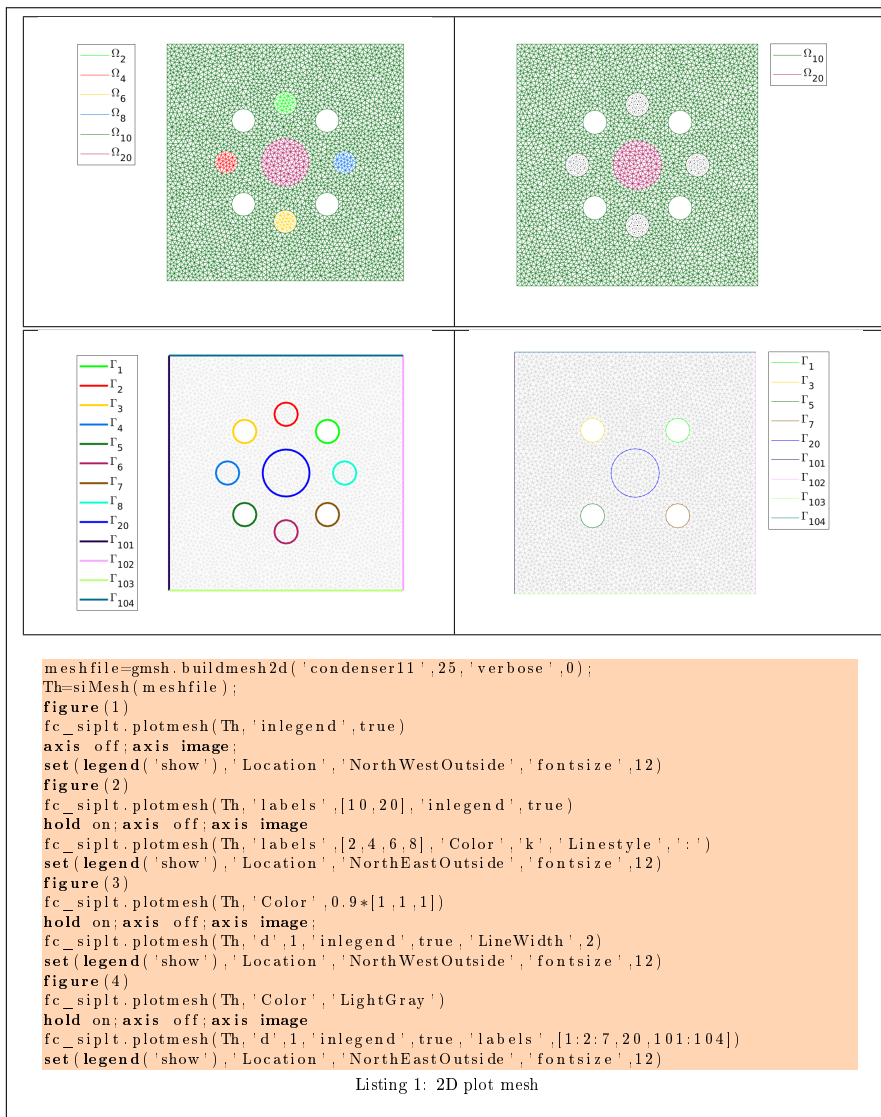 Ω2
Ω4
Ω6
Ω8
Ω10
Ω20
Ω10
Ω20
Γ1
Γ2
Γ3
Γ4
Γ5
Γ6
Γ7
Γ8
Γ20
Γ101
Γ102
Γ103
Γ104
Γ1
Γ3
Γ5
Γ7
Γ20
Γ101
Γ102
Γ103
Γ104
meshfile=gmsh.buildmesh2d('condenser11',25,'verbose',0);
Th=siMesh(meshfile);
figure(1)
fc_siplt.plotmesh(Th,'inlegend',true)
axis off;axis image;
set(legend('show'),'Location','NorthWestOutside','fontsize',12)
figure(2)
fc_siplt.plotmesh(Th,'labels',[10,20],'inlegend',true)
hold on;axis off;axis image
fc_siplt.plotmesh(Th,'labels',[2,4,6,8],'Color','k','Linestyle',':')
set(legend('show'),'Location','NorthEastOutside','fontsize',12)
figure(3)
fc_siplt.plotmesh(Th,'Color',0.9*[1,1,1])
hold on;axis off;axis image;
fc_siplt.plotmesh(Th,'d',1,'inlegend',true,'LineWidth',2)
set(legend('show'),'Location','NorthWestOutside','fontsize',12)
figure(4)
fc_siplt.plotmesh(Th,'Color','LightGray')
hold on;axis off;axis image
fc_siplt.plotmesh(Th,'d',1,'inlegend',true,'labels',[1:2:7,20,101:104])
set(legend('show'),'Location','NorthEastOutside','fontsize',12)
Listing 1: 2D plot mesh